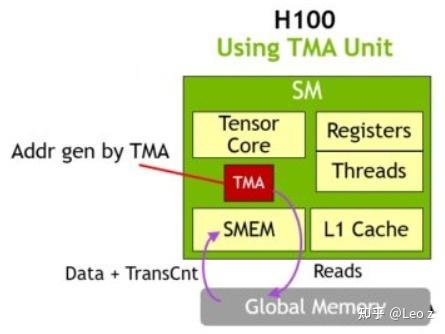 H100
Using TMA Unit
SM
Tensor
Core
Registers
Threads
Addr gen by TMA
TMA
SMEM
L1 Cache
Data + TransCnt
Reads
Global Memory
知乎 @Leo z